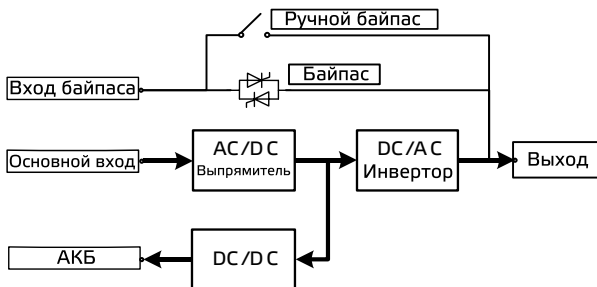 Ручной байпас
Байпас
Вход байпаса
AC/DC
Выпрямитель
DC/AC
Инвертор
Основной вход
Выход
АКБ
DC/DC